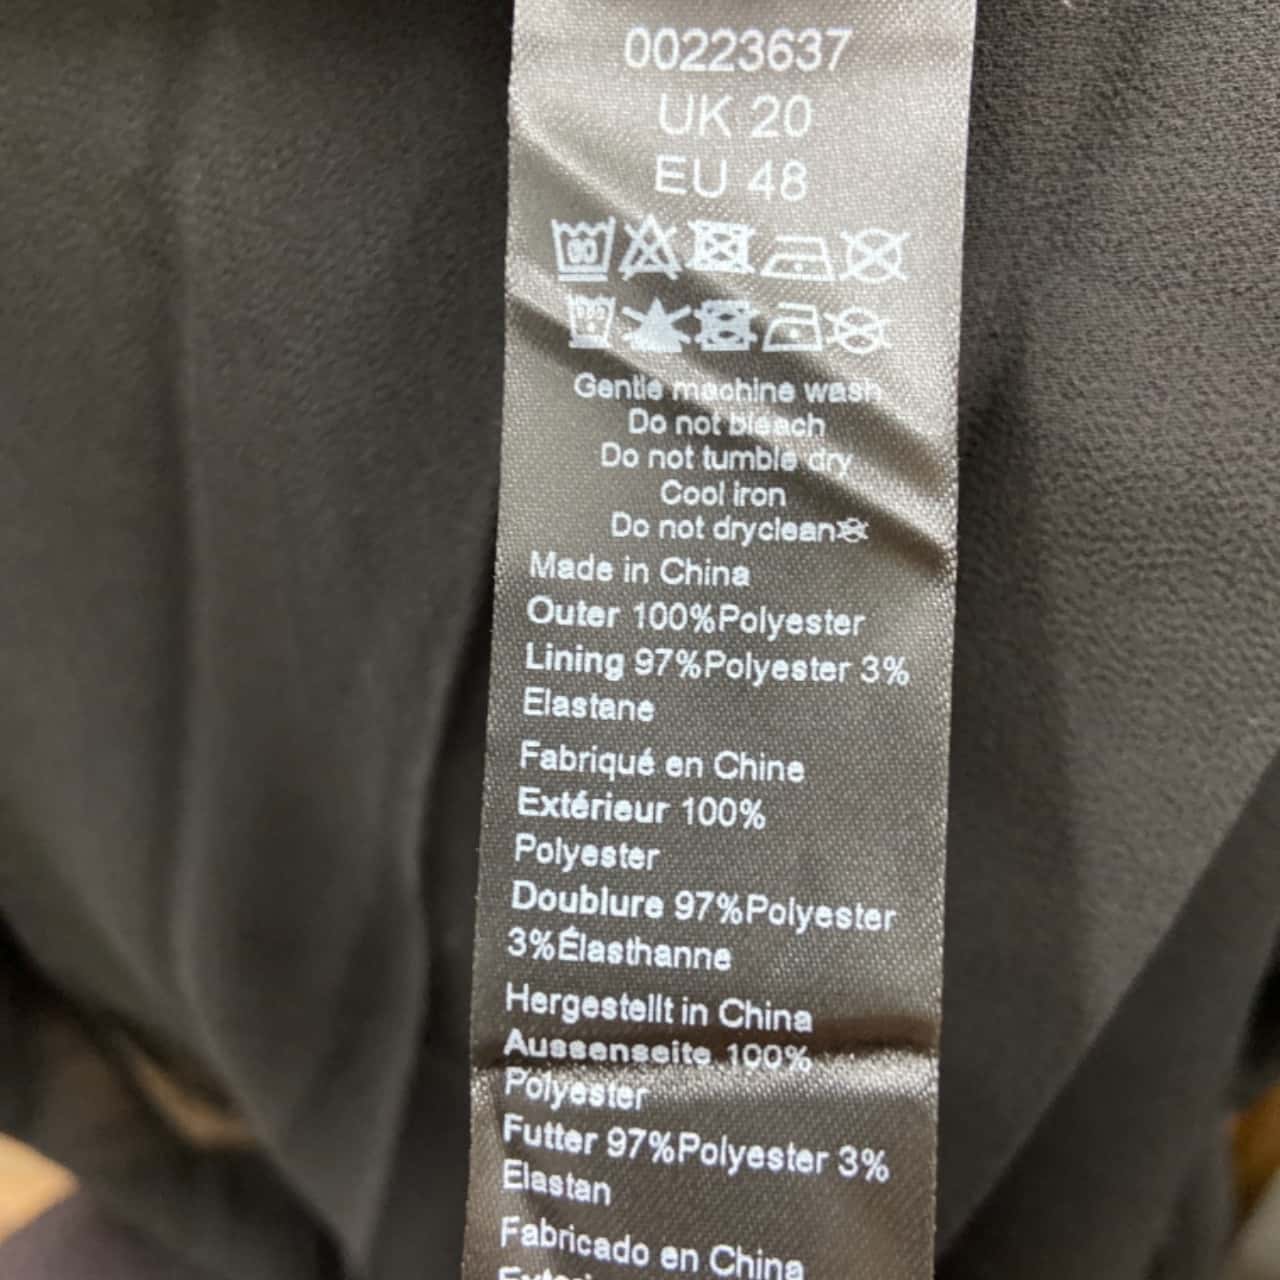 00223637
UK 20
EU 48
Gentle machine wash
Do not bleach
Do not tumble dry
Cool iron
Do not dryclean
Made in China
Outer 100%Polyester
Lining 97%Polyester 3%
Elastane
Fabriqué en Chine
Extérieur 100%
Polyester
Doublure 97%Polyester
3%Élasthanne
Hergestellt in China
Aussenseite 100%
Polyester
Futter 97%Polyester 3%
Elastan
Fabricado en China